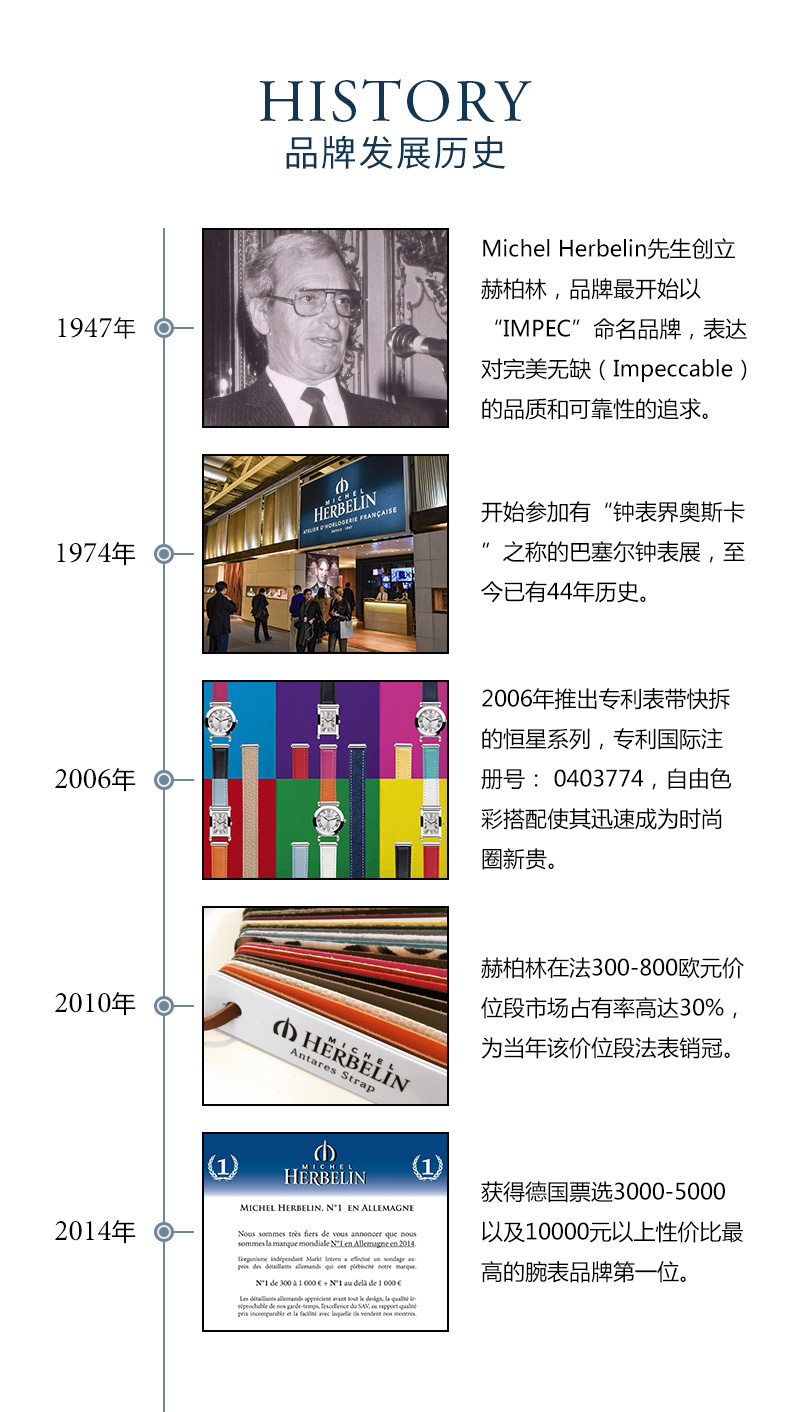 HISTORY
品牌发展历史
1947年
Michel Herbelin先生创立
赫柏林，品牌最开始以
“IMPEC”命名品牌，表达
对完美无缺（Impeccable）
的品质和可靠性的追求。
1974年
MICHEL
HERBELIN
ATELIER D'HORLOGERIE FRANÇAISE
DEPUIS 1947
开始参加有“钟表界奥斯卡
”之称的巴塞尔钟表展，至
今已有44年历史。
2006年
2006年推出专利表带快拆
的恒星系列，专利国际注
册号： 0403774，自由色
彩搭配使其迅速成为时尚
圈新贵。
2010年
MICHEL
HERBELIN
Antares Strap
赫柏林在法300-800欧元价
位段市场占有率高达30%，
为当年该价位段法表销冠。
2014年
1
MICHEL
HERBELIN
1
MICHEL HERBELIN, N°1 EN ALLEMAGNE
Nous sommes très fiers de vous annoncer que nous
sommes la marque mondiale N°1 en Allemagne en 2014.
L'organisme indépendant Markt Intern a effectué un sondage au-
près des détaillants allemands qui ont plébiscité notre marque.
N°1 de 300 à 1 000 € + N°1 au delà de 1 000 €
Les détaillants allemands apprécient avant tout le design, la qualité ir-
réprochable de nos garde-temps, l'excellence du SAV, au rapport qualité
prix incomparable et la facilité avec laquelle ils vendent nos montres.
获得德国票选3000-5000
以及10000元以上性价比最
高的腕表品牌第一位。